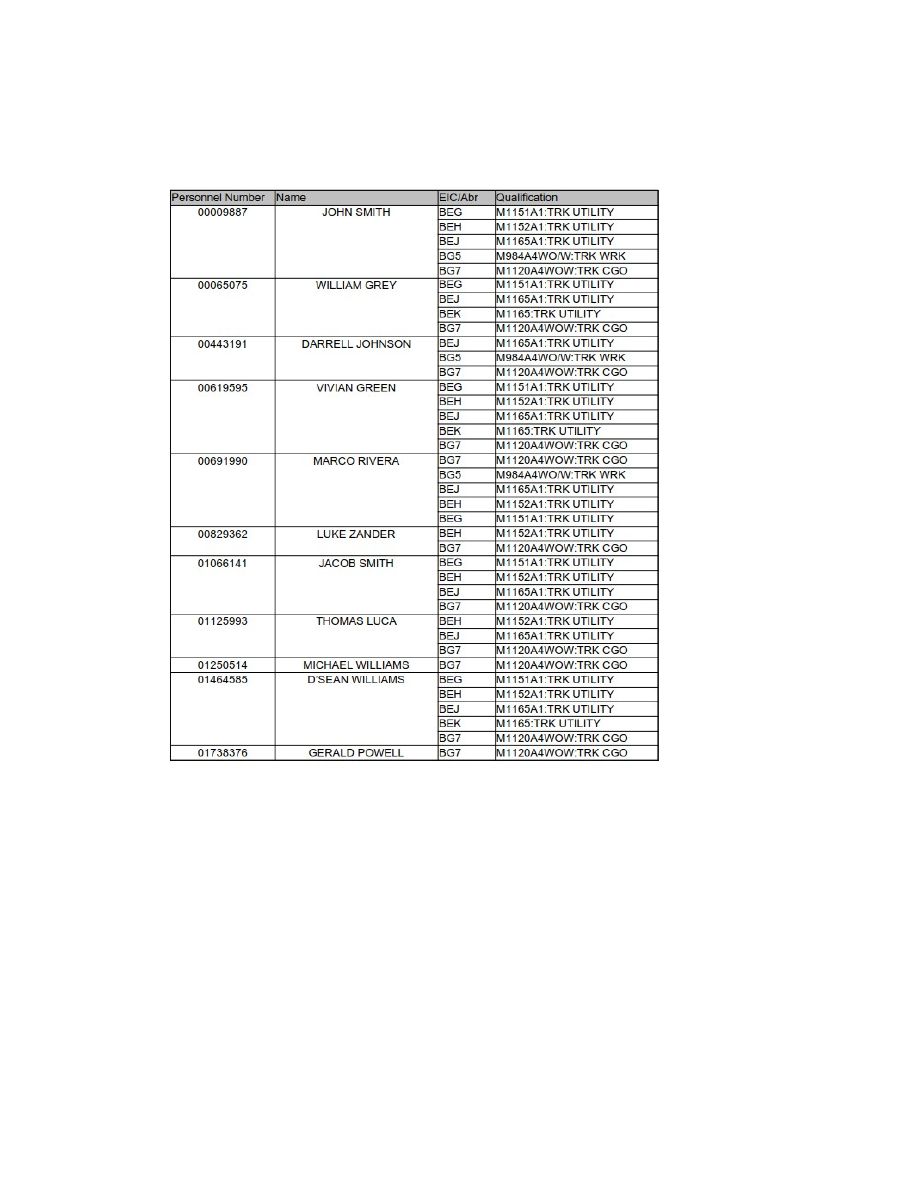 Personnel Number Name EIC/Abr Qualification
00009887 JOHN SMITH BEG M1151A1:TRK UTILITY
BEH M1152A1:TRK UTILITY
BEJ M1165A1:TRK UTILITY
BG5 M984A4WO/W:TRK WRK
BG7 M1120A4WOW:TRK CGO
00065075 WILLIAM GREY BEG M1151A1:TRK UTILITY
BEJ M1165A1:TRK UTILITY
BEK M1165:TRK UTILITY
BG7 M1120A4WOW:TRK CGO
00443191 DARRELL JOHNSON BEJ M1165A1:TRK UTILITY
BG5 M984A4WO/W:TRK WRK
BG7 M1120A4WOW:TRK CGO
00619595 VIVIAN GREEN BEG M1151A1:TRK UTILITY
BEH M1152A1:TRK UTILITY
BEJ M1165A1:TRK UTILITY
BEK M1165:TRK UTILITY
BG7 M1120A4WOW:TRK CGO
00691990 MARCO RIVERA BG7 M1120A4WOW:TRK CGO
BG5 M984A4WO/W:TRK WRK
BEJ M1165A1:TRK UTILITY
BEH M1152A1:TRK UTILITY
BEG M1151A1:TRK UTILITY
00829362 LUKE ZANDER BEH M1152A1:TRK UTILITY
BG7 M1120A4WOW:TRK CGO
01066141 JACOB SMITH BEG M1151A1:TRK UTILITY
BEH M1152A1:TRK UTILITY
BEJ M1165A1:TRK UTILITY
BG7 M1120A4WOW:TRK CGO
01125993 THOMAS LUCA BEH M1152A1:TRK UTILITY
BEJ M1165A1:TRK UTILITY
BG7 M1120A4WOW:TRK CGO
01250514 MICHAEL WILLIAMS BG7 M1120A4WOW:TRK CGO
01464585 D'SEAN WILLIAMS BEG M1151A1:TRK UTILITY
BEH M1152A1:TRK UTILITY
BEJ M1165A1:TRK UTILITY
BEK M1165:TRK UTILITY
BG7 M1120A4WOW:TRK CGO
01738376 GERALD POWELL BG7 M1120A4WOW:TRK CGO